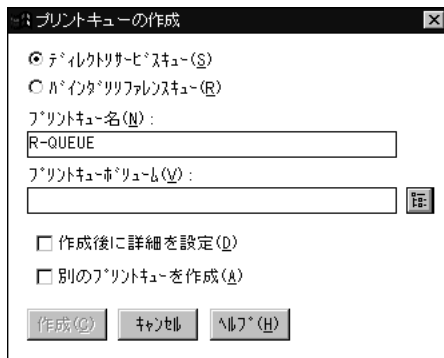 プリントキューの作成
ﾃﾞｨﾚｸﾄﾘｻｰﾋﾞｽｷｭｰ(S)
ﾊﾞｲﾝﾀﾞﾘﾘﾌｧﾚﾝｽｷｭｰ(R)
ﾌﾟﾘﾝﾄｷｭｰ名(N) :
R-QUEUE
ﾌﾟﾘﾝﾄｷｭｰﾎﾞﾘｭｰﾑ(V) :
作成後に詳細を設定(D)
別のﾌﾟﾘﾝﾄｷｭｰを作成(A)
作成(C) ｷｬﾝｾﾙ ﾍﾙﾌﾟ(H)